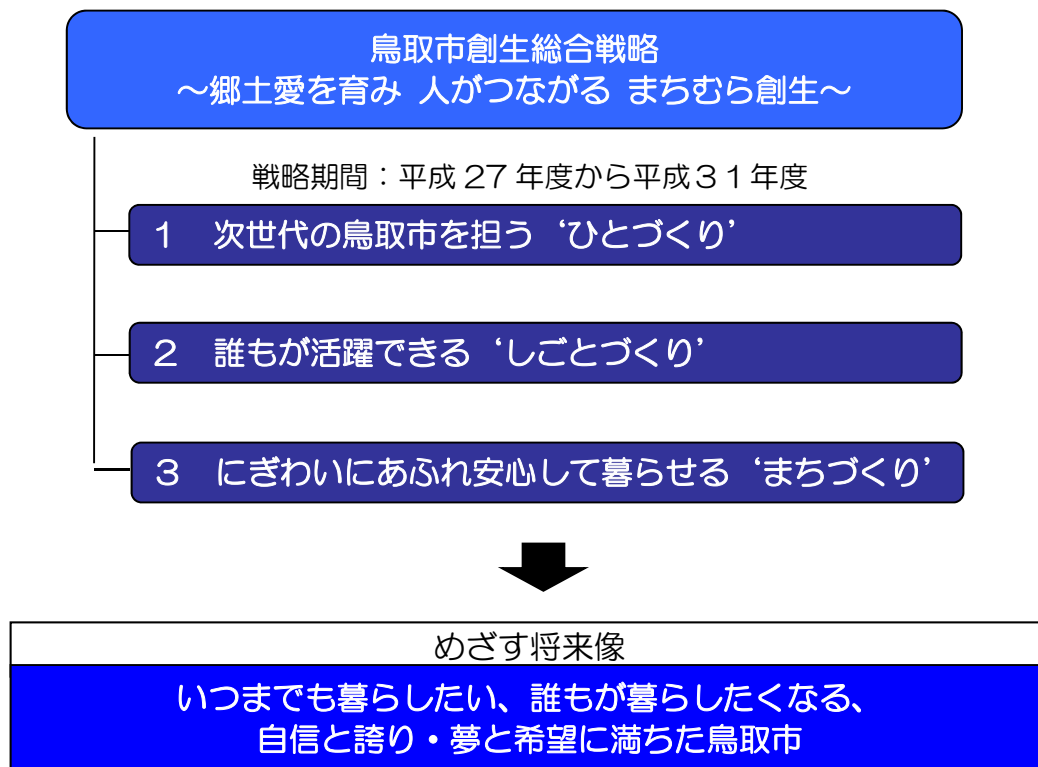 鳥取市創生総合戦略
～郷土愛を育み 人がつながる まちむら創生～
戦略期間：平成27年度から平成３１年度
１　次世代の鳥取市を担う‘ひとづくり’
２　誰もが活躍できる‘しごとづくり’
３　にぎわいにあふれ安心して暮らせる‘まちづくり’
めざす将来像
いつまでも暮らしたい、誰もが暮らしたくなる、
自信と誇り・夢と希望に満ちた鳥取市